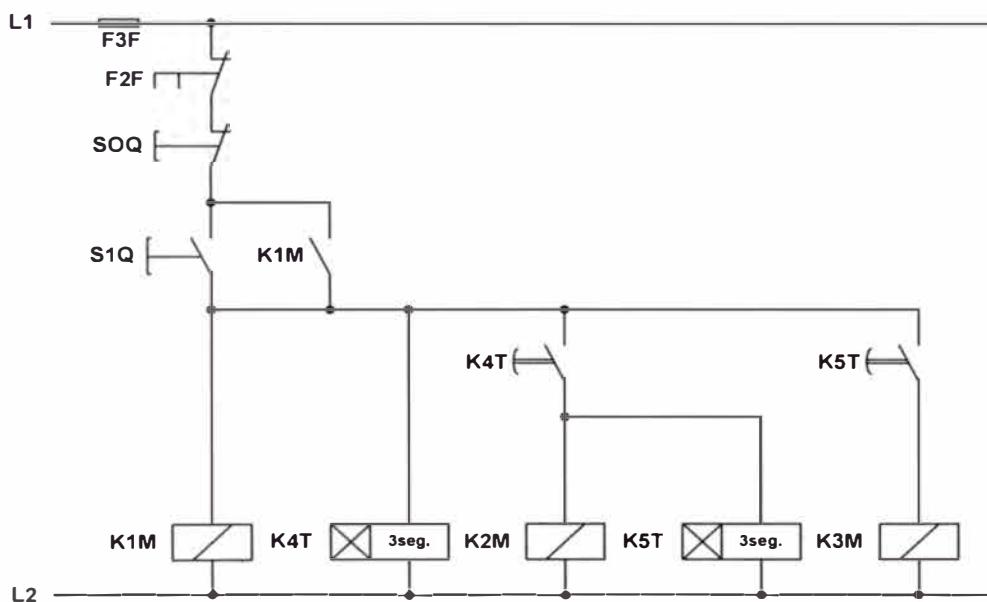 L1
F3F
F2F
SOQ
S1Q K1M
K4T K5T
K1M K4T 3seg. K2M K5T 3seg. K3M
L2